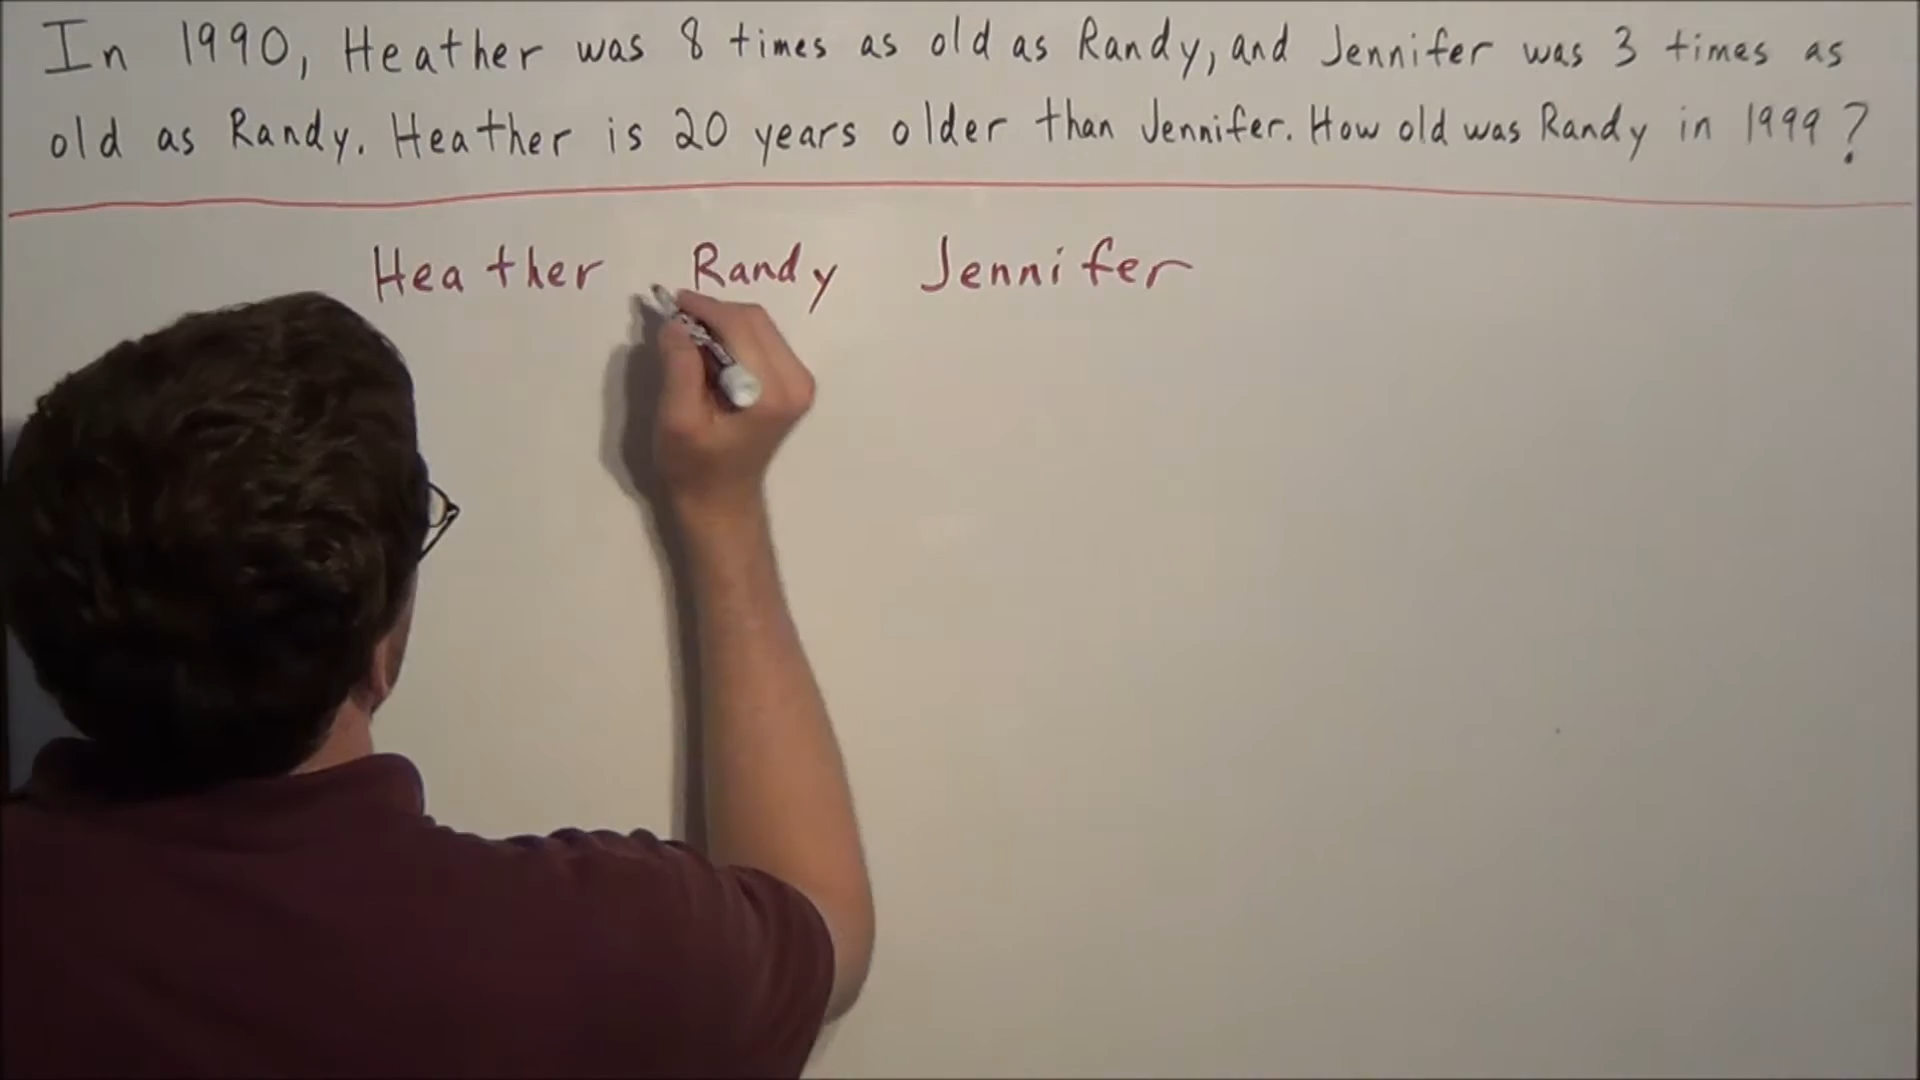 In 1990, Heather was 8 times as old as Randy, and Jennifer was 3 times as
old as Randy. Heather is 20 years older than Jennifer. How old was Randy in 1999?
Heather Randy Jennifer